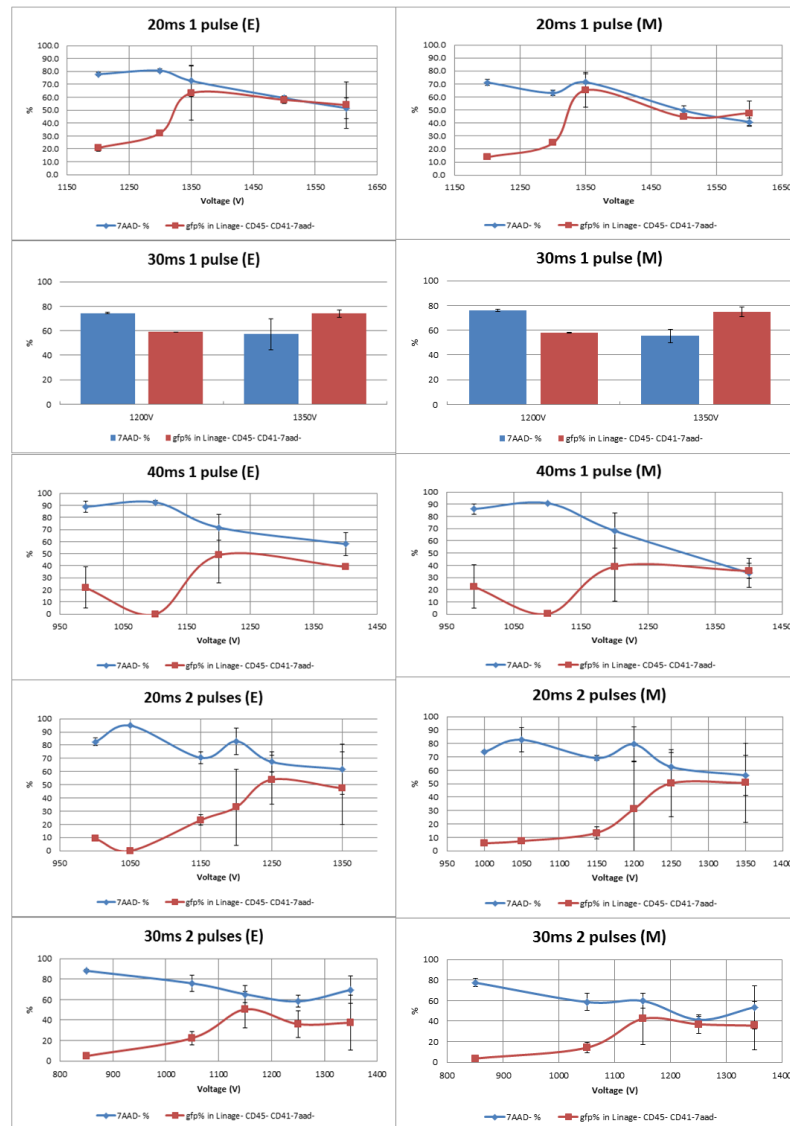 20ms 1 pulse (E)
90.0
80.0
70.0
60.0
50.0
40.0
30.0
20.0
10.0
0.0
%
1150 1250 1350 1450 1550 1650
Voltage (V)
7AAD- % gfp% in Linage- CD45- CD41-7aad-
20ms 1 pulse (M)
100.0
90.0
80.0
70.0
60.0
50.0
40.0
30.0
20.0
10.0
0.0
%
1150 1250 1350 1450 1550 1650
Voltage
7AAD- % gfp% in Linage- CD45- CD41-7aad-
30ms 1 pulse (E)
100
80
60
40
20
0
%
1200V 1350V
7AAD- % gfp% in Linage- CD45- CD41-7aad-
30ms 1 pulse (M)
100
80
60
40
20
0
%
1200V 1350V
7AAD- % gfp% in Linage- CD45- CD41-7aad-
40ms 1 pulse (E)
100
90
80
70
60
50
40
30
20
10
0
%
950 1050 1150 1250 1350 1450
Voltage (V)
7AAD- % gfp% in Linage- CD45- CD41-7aad-
40ms 1 pulse (M)
100
90
80
70
60
50
40
30
20
10
0
%
950 1050 1150 1250 1350 1450
Voltage (V)
7AAD- % gfp% in Linage- CD45- CD41-7aad-
20ms 2 pulses (E)
100
90
80
70
60
50
40
30
20
10
0
%
950 1050 1150 1250 1350
Voltage (V)
7AAD- % gfp% in Linage- CD45- CD41-7aad-
20ms 2 pulses (M)
100
90
80
70
60
50
40
30
20
10
0
%
950 1000 1050 1100 1150 1200 1250 1300 1350 1400
Voltage (V)
7AAD- % gfp% in Linage- CD45- CD41-7aad-
30ms 2 pulses (E)
100
80
60
40
20
0
%
800 900 1000 1100 1200 1300 1400
Voltage (V)
7AAD- % gfp% in Linage- CD45- CD41-7aad-
30ms 2 pulses (M)
100
80
60
40
20
0
%
800 900 1000 1100 1200 1300 1400
Voltage (V)
7AAD- % gfp% in Linage- CD45- CD41-7aad-